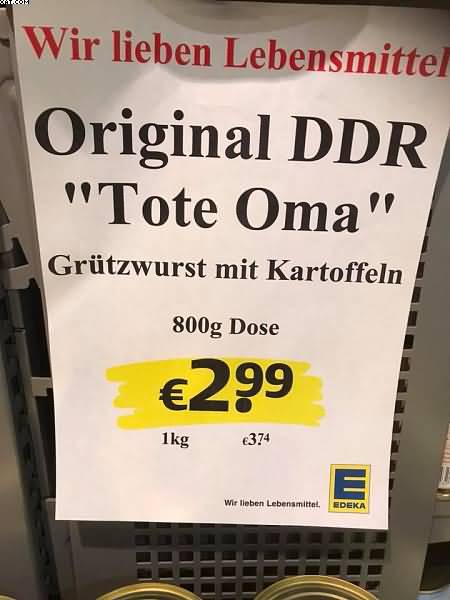 Wir lieben Lebensmittel
Original DDR
"Tote Oma"
Grützwurst mit Kartoffeln
800g Dose
€2.99
1kg €3.74
Wir lieben Lebensmittel.
E
EDEKA